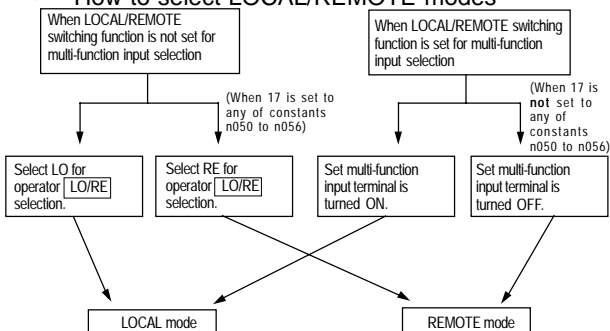 How to select LOCAL/REMOTE modes
When LOCAL/REMOTE
switching function is not set for
multi-function input selection
When LOCAL/REMOTE switching
function is set for multi-function
input selection
(When 17 is set to
any of constants
n050 to n056)
(When 17 is
not set to
any of
constants
n050 to n056)
Select LO for
operator LO/RE
selection.
Select RE for
operator LO/RE
selection.
Set multi-function
input terminal is
turned ON.
Set multi-function
input terminal is
turned OFF.
LOCAL mode
REMOTE mode